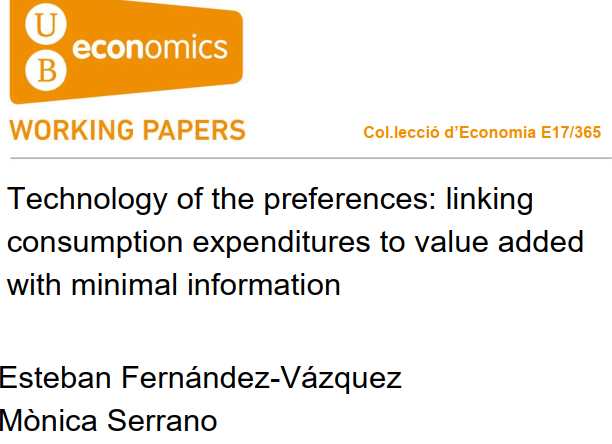 U
B
economics
WORKING PAPERS
Col.lecció d’Economia E17/365
Technology of the preferences: linking
consumption expenditures to value added
with minimal information
Esteban Fernández-Vázquez
Mònica Serrano